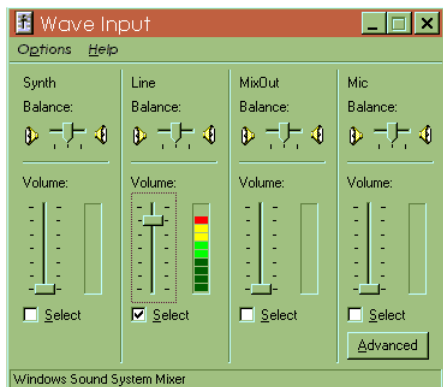 Wave Input
Options Help
Synth
Balance:
Volume:
Select
Line
Balance:
Volume:
Select
MixOut
Balance:
Volume:
Select
Mic
Balance:
Volume:
Select
Advanced
Windows Sound System Mixer